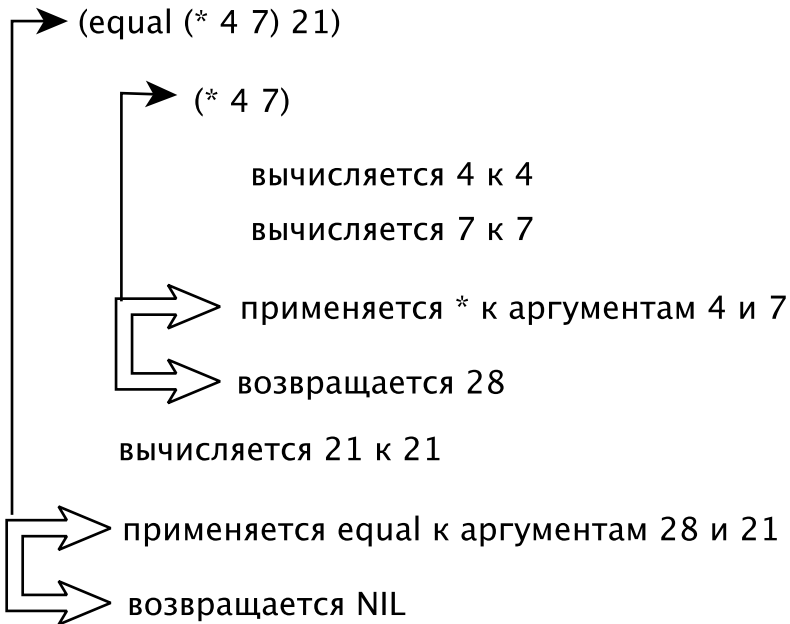 (equal (* 4 7) 21)
(* 4 7)
вычисляется 4 к 4
вычисляется 7 к 7
применяется * к аргументам 4 и 7
возвращается 28
вычисляется 21 к 21
применяется equal к аргументам 28 и 21
возвращается NIL